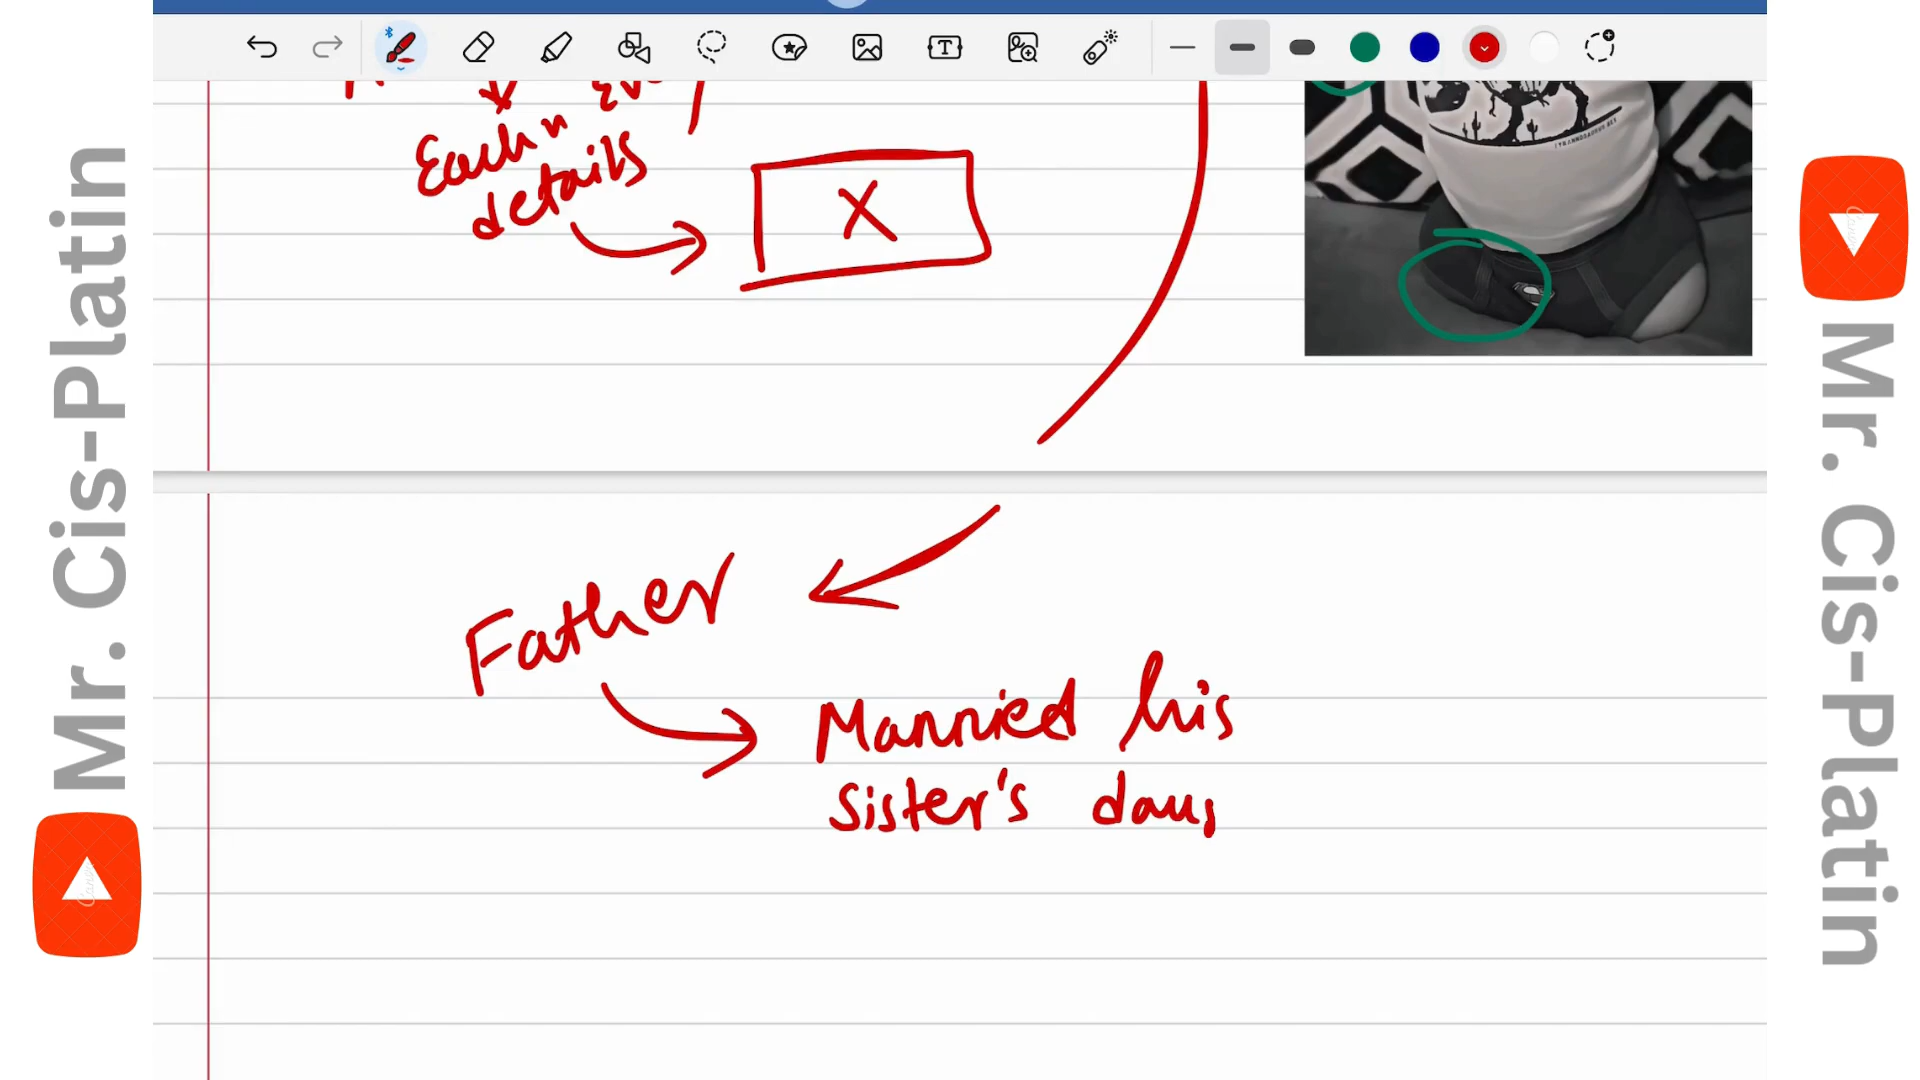 Each n
details
X
Father
Married his
sister's daug
Mr. Cis-Platin
Mr. Cis-Platin